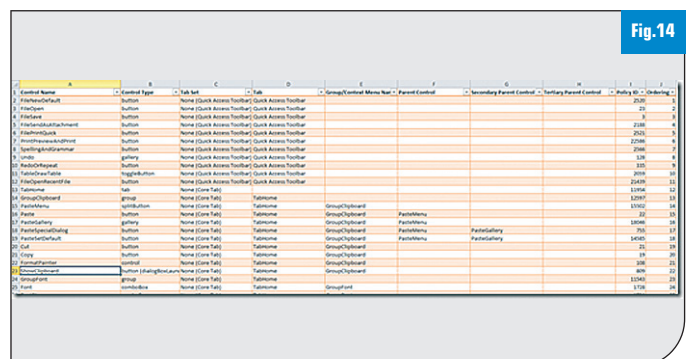 Fig.14
A B C D E F G H I J
1 Control Name Control Type Tab Set Tab Group/Context Menu Nar Parent Control Secondary Parent Control Tertiary Parent Control Policy ID Ordering
2 FileNewDefault button None (Quick Access Toolbar) Quick Access Toolbar 2520 1
3 FileOpen button None (Quick Access Toolbar) Quick Access Toolbar 23 2
4 FileSave button None (Quick Access Toolbar) Quick Access Toolbar 3 3
5 FileSendAsAttachment button None (Quick Access Toolbar) Quick Access Toolbar 2188 4
6 FilePrintQuick button None (Quick Access Toolbar) Quick Access Toolbar 2521 5
7 PrintPreviewAndPrint button None (Quick Access Toolbar) Quick Access Toolbar 22586 6
8 SpellingAndGrammar button None (Quick Access Toolbar) Quick Access Toolbar 2566 7
9 Undo gallery None (Quick Access Toolbar) Quick Access Toolbar 128 8
10 RedoOrRepeat button None (Quick Access Toolbar) Quick Access Toolbar 9
11 TableDrawTable toggleButton None (Quick Access Toolbar) Quick Access Toolbar 2059 10
12 FileOpenRecentFile button None (Quick Access Toolbar) Quick Access Toolbar 21439 11
13 TabHome tab None (Core Tab) 11958 12
14 GroupClipboard group None (Core Tab) TabHome 12597 13
15 PasteMenu splitButton None (Core Tab) TabHome GroupClipboard 15502 14
16 Paste button None (Core Tab) TabHome GroupClipboard PasteMenu 22 15
17 PasteGallery gallery None (Core Tab) TabHome GroupClipboard PasteMenu 16
18 PasteSpecialDialog button None (Core Tab) TabHome GroupClipboard PasteMenu PasteGallery 755 17
19 PasteSetDefault button None (Core Tab) TabHome GroupClipboard PasteMenu PasteGallery 18
20 Cut button None (Core Tab) TabHome GroupClipboard 21 19
21 Copy button None (Core Tab) TabHome GroupClipboard 19 20
22 FormatPainter control None (Core Tab) TabHome GroupClipboard 108 21
23 ShowClipboard button (dialogBoxLaun None (Core Tab) TabHome GroupClipboard 809 22
24 GroupFont group None (Core Tab) TabHome 11543 23
25 Font comboBox None (Core Tab) TabHome GroupFont 1728 24